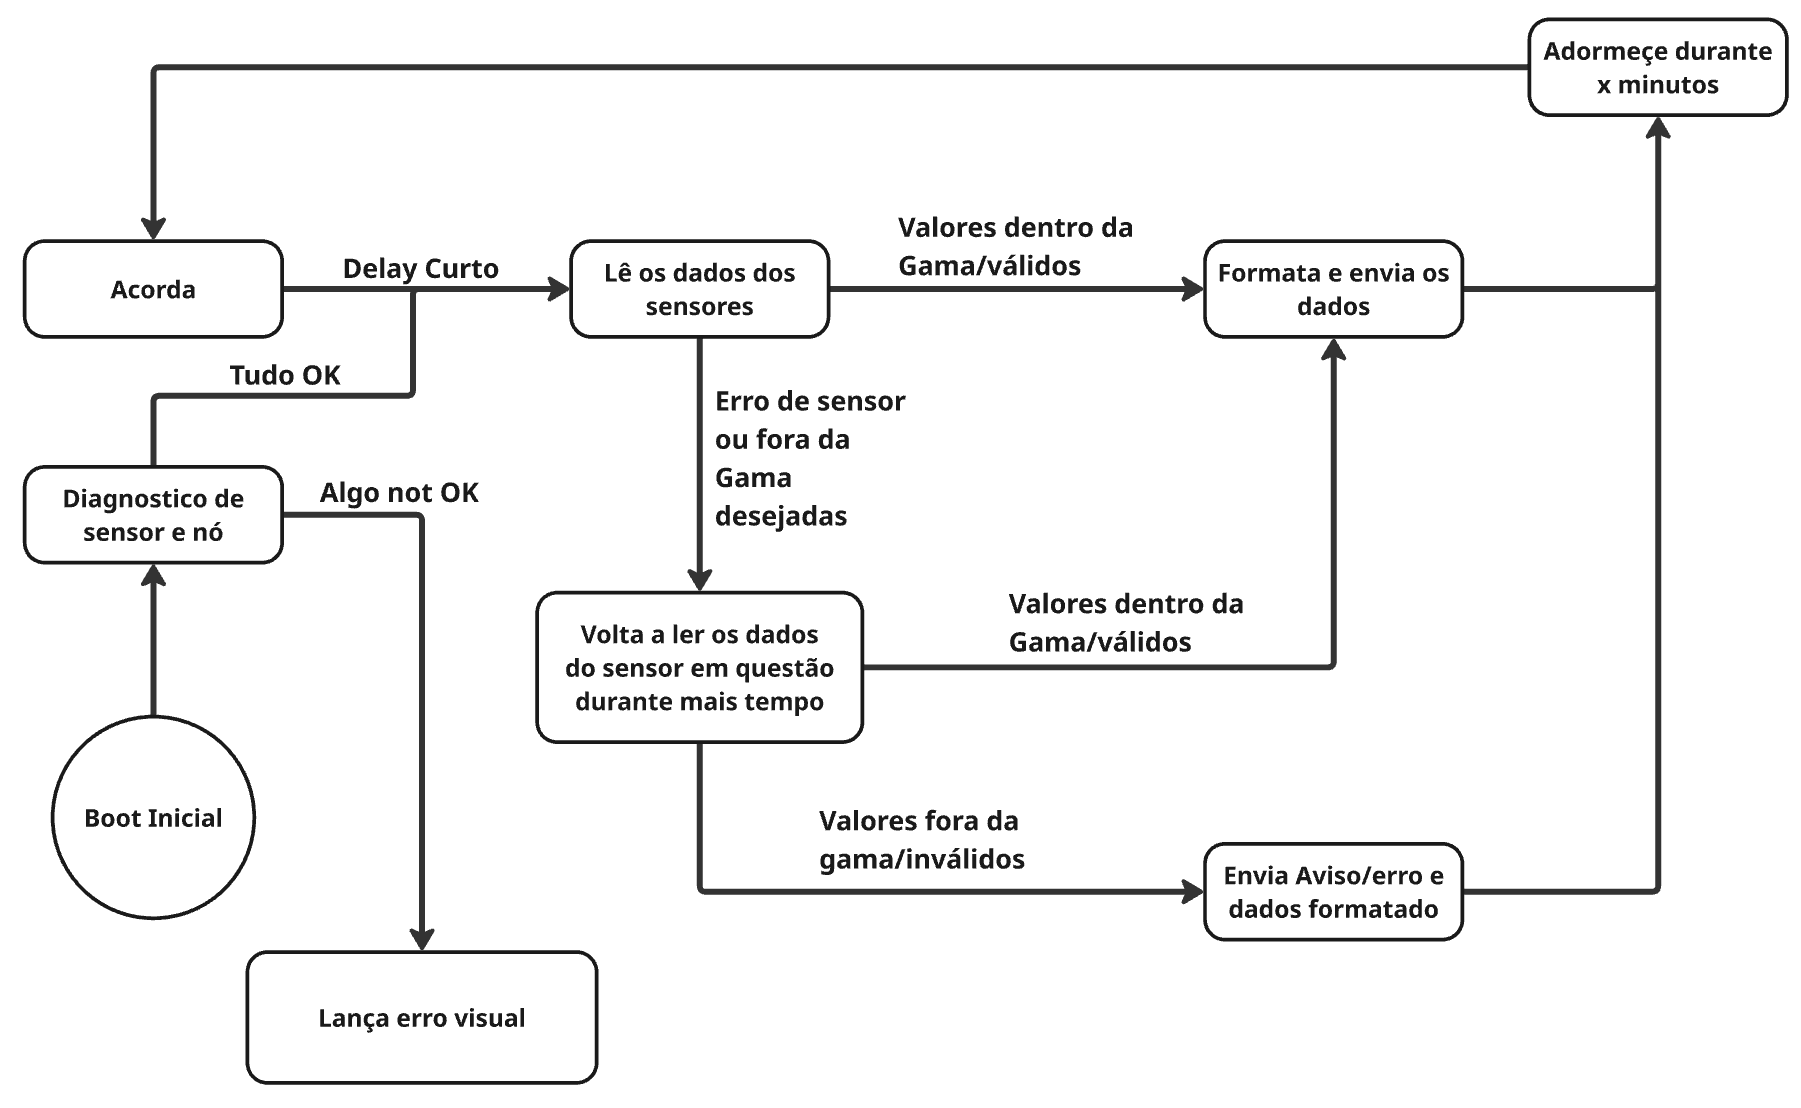 Adormeçe durante
x minutos
Acorda
Delay Curto
Lê os dados dos
sensores
Valores dentro da
Gama/válidos
Formata e envia os
dados
Tudo OK
Erro de sensor
ou fora da
Gama
desejadas
Diagnostico de
sensor e nó
Algo not OK
Volta a ler os dados
do sensor em questão
durante mais tempo
Valores dentro da
Gama/válidos
Boot Inicial
Valores fora da
gama/inválidos
Envia Aviso/erro e
dados formatado
Lança erro visual